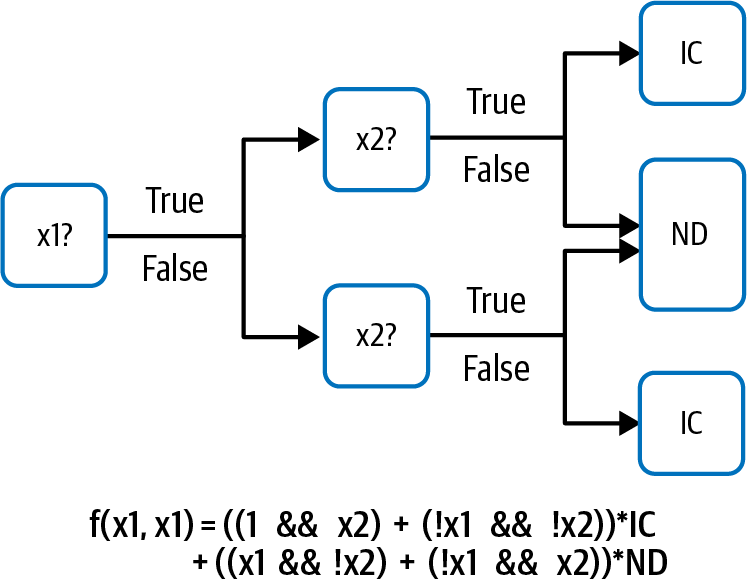 IC
True
x2?
False
True
x1?
ND
False
True
x2?
False
IC
f(x1, x1) = ((1 && x2) + (!x1 && !x2))*IC
+ ((x1 && !x2) + (!x1 && x2))*ND